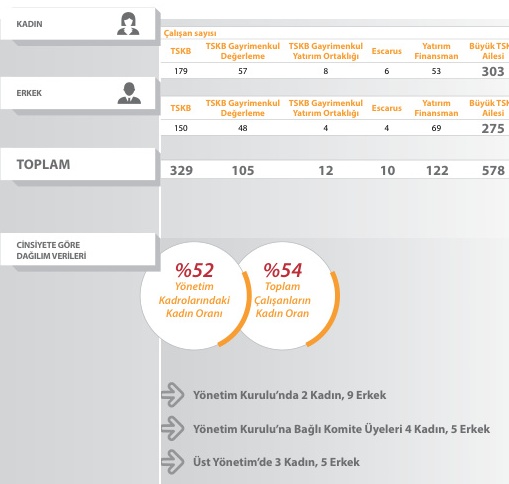 KADIN
Çalışan sayısı
TSKB TSKB Gayrimenkul Değerleme TSKB Gayrimenkul Yatırım Ortaklığı Escarus Yatırım Finansman Büyük TSK Ailesi
179 57 8 6 53 303
ERKEK
TSKB TSKB Gayrimenkul Değerleme TSKB Gayrimenkul Yatırım Ortaklığı Escarus Yatırım Finansman Büyük TSK Ailesi
150 48 4 4 69 275
TOPLAM
329 105 12 10 122 578
CİNSİYETE GÖRE
DAĞILIM VERİLERİ
%52
Yönetim
Kadrolarındaki
Kadın Oranı
%54
Toplam
Çalışanların
Kadın Oran
Yönetim Kurulu’nda 2 Kadın, 9 Erkek
Yönetim Kurulu’na Bağlı Komite Üyeleri 4 Kadın, 5 Erkek
Üst Yönetim’de 3 Kadın, 5 Erkek